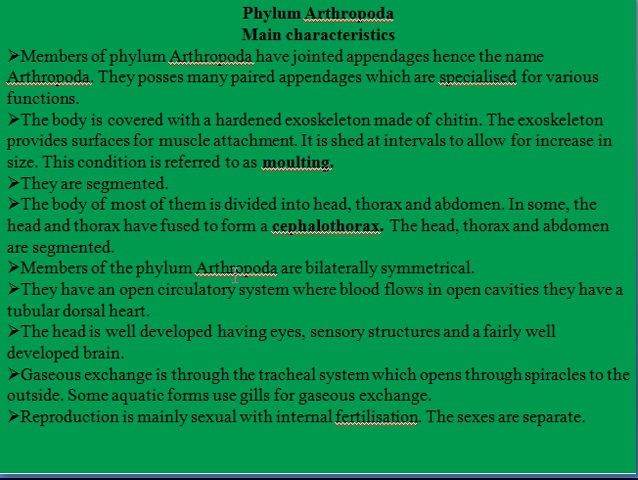 Phylum Arthropoda
Main characteristics
➢Members of phylum Arthropoda have jointed appendages hence the name
Arthropoda. They posses many paired appendages which are specialised for various
functions.
➢The body is covered with a hardened exoskeleton made of chitin. The exoskeleton
provides surfaces for muscle attachment. It is shed at intervals to allow for increase in
size. This condition is referred to as moulting.
➢They are segmented.
➢The body of most of them is divided into head, thorax and abdomen. In some, the
head and thorax have fused to form a cephalothorax. The head, thorax and abdomen
are segmented.
➢Members of the phylum Arthropoda are bilaterally symmetrical.
➢They have an open circulatory system where blood flows in open cavities they have a
tubular dorsal heart.
➢The head is well developed having eyes, sensory structures and a fairly well
developed brain.
➢Gaseous exchange is through the tracheal system which opens through spiracles to the
outside. Some aquatic forms use gills for gaseous exchange.
➢Reproduction is mainly sexual with internal fertilisation. The sexes are separate.